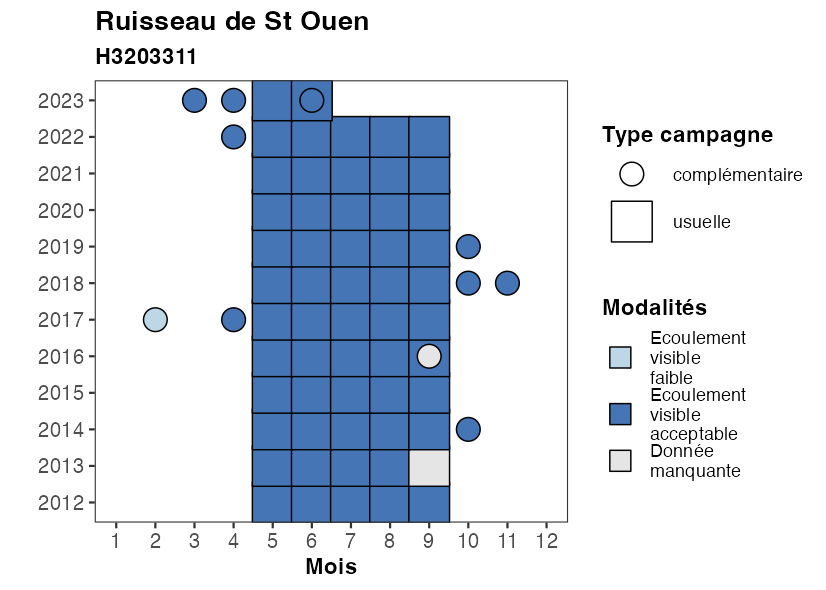 Ruisseau de St Ouen
H3203311
2023
2022
2021
2020
2019
2018
2017
2016
2015
2014
2013
2012
1 2 3 4 5 6 7 8 9 10 11 12
Mois
Type campagne
complémentaire
usuelle
Modalités
Ecoulement
visible
faible
Ecoulement
visible
acceptable
Donnée
manquante